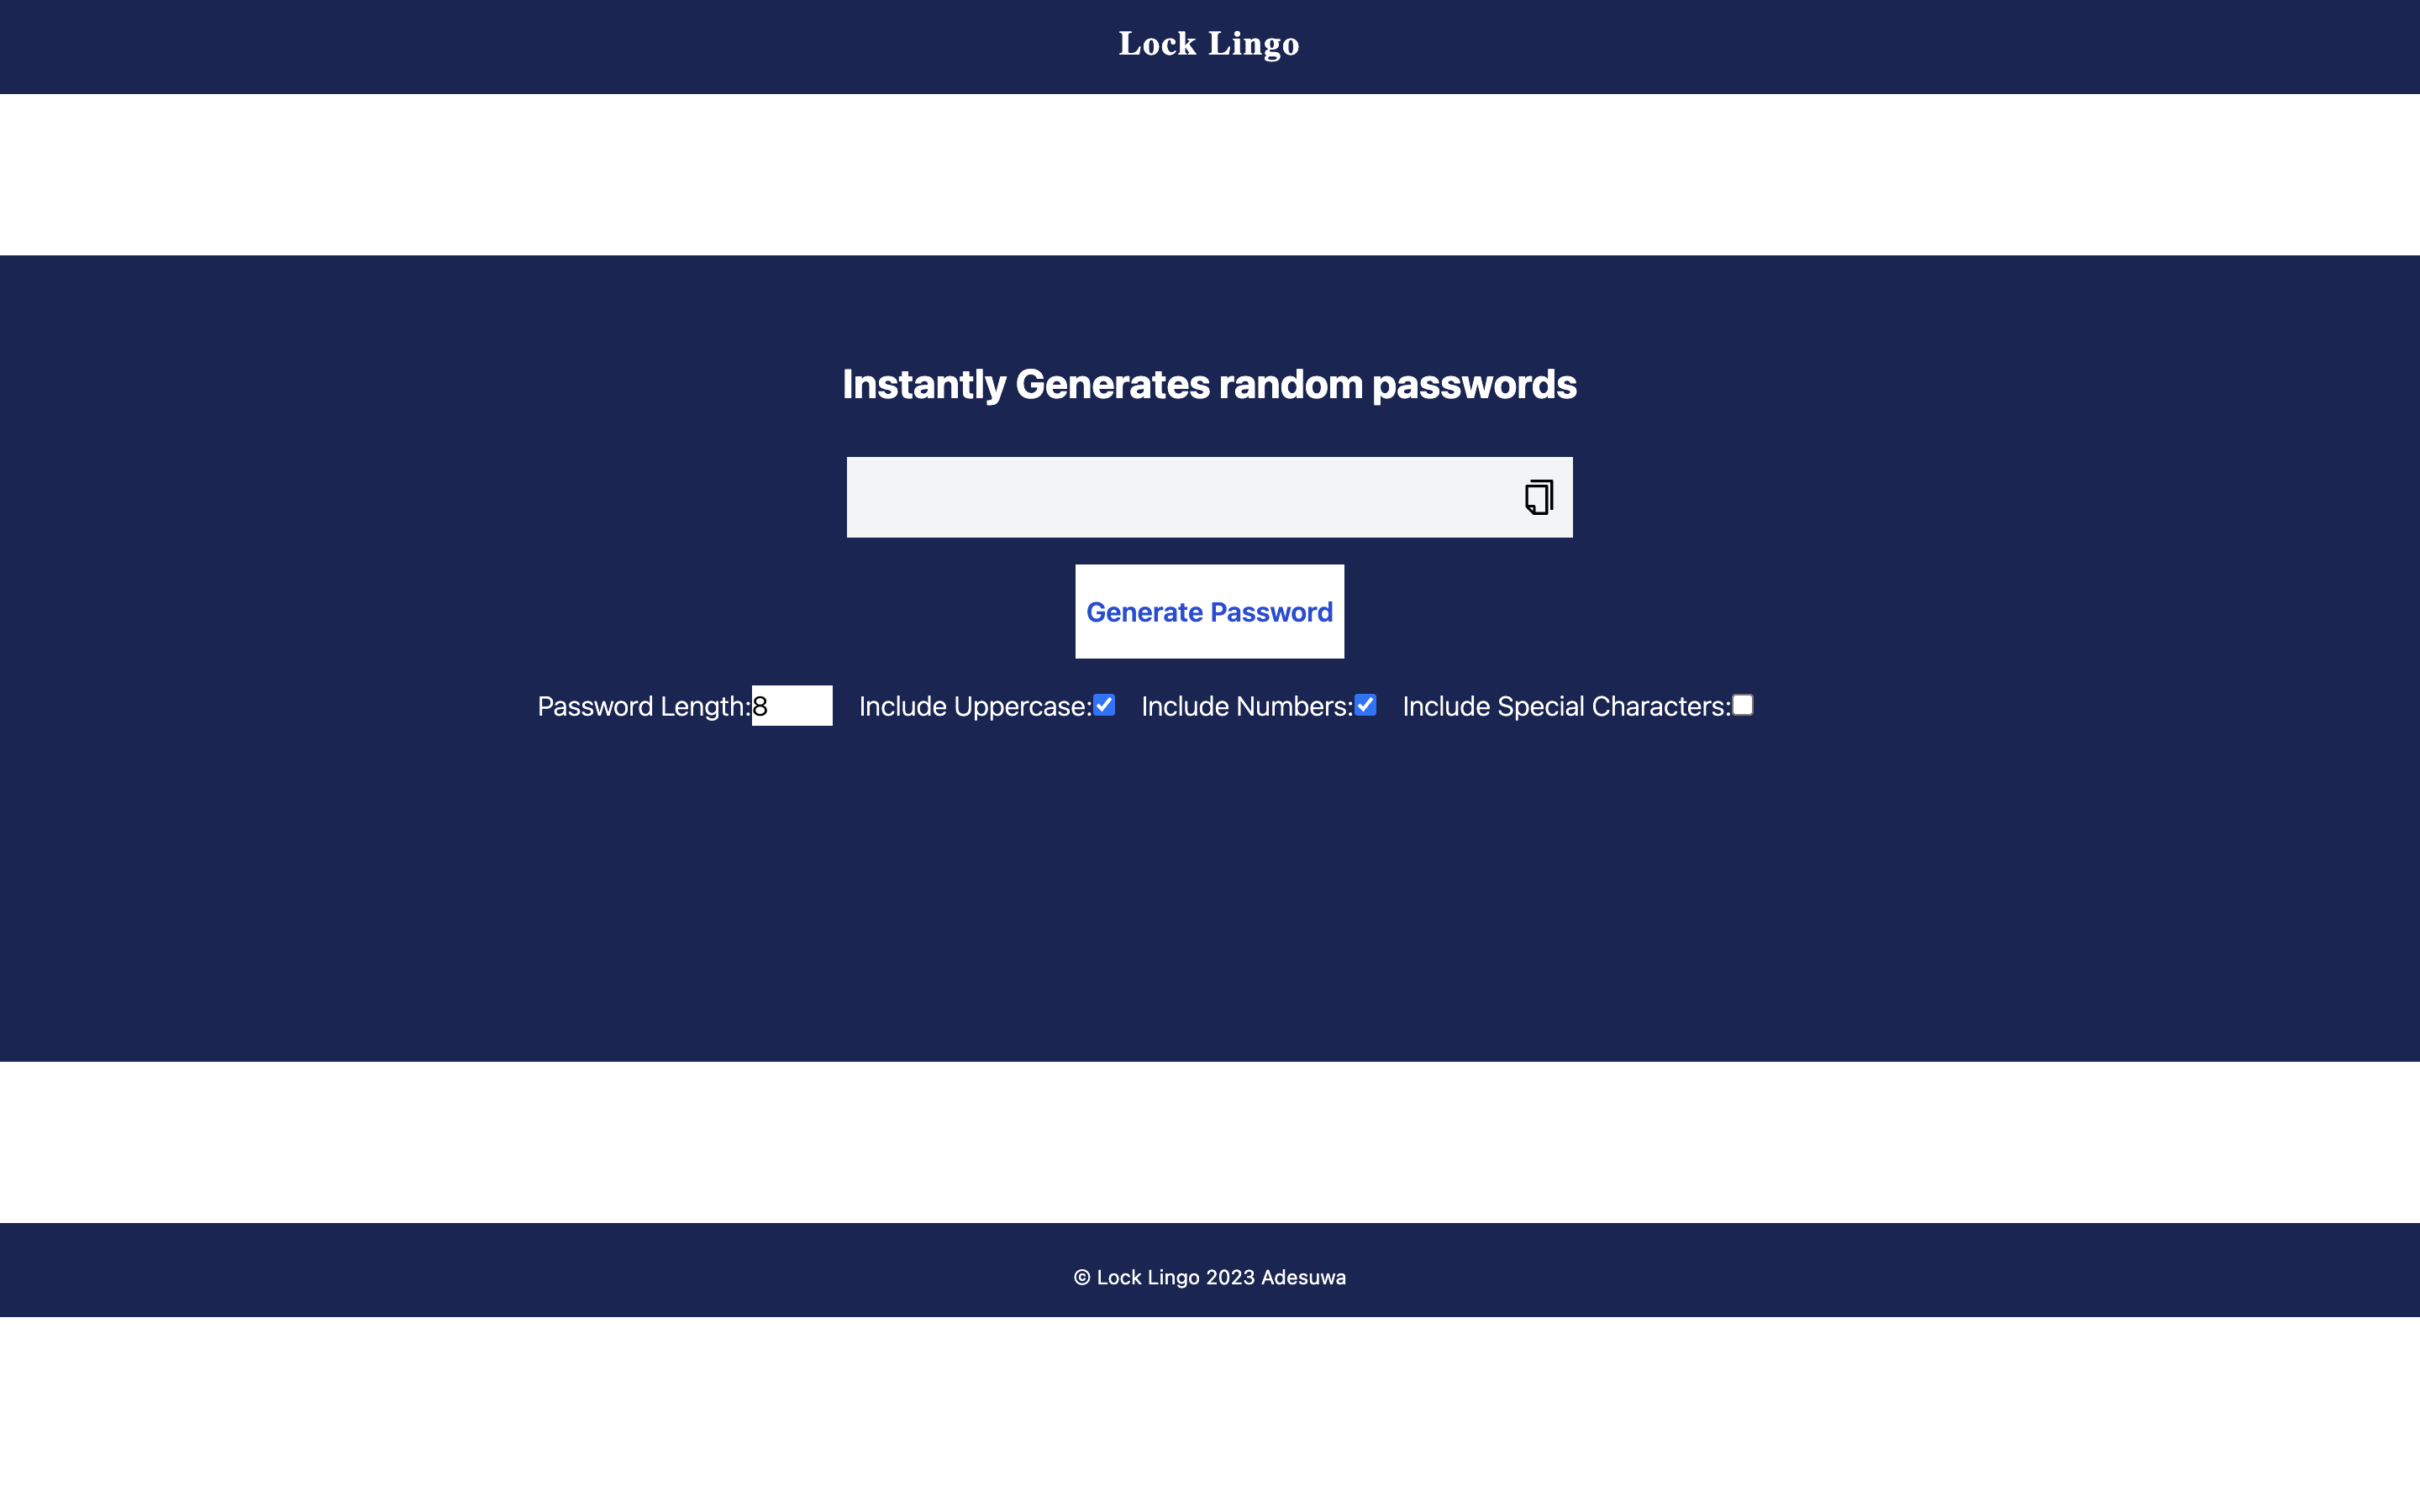 Lock Lingo
Instantly Generates random passwords
Generate Password
Password Length:8 Include Uppercase: Include Numbers: Include Special Characters:
© Lock Lingo 2023 Adesuwa